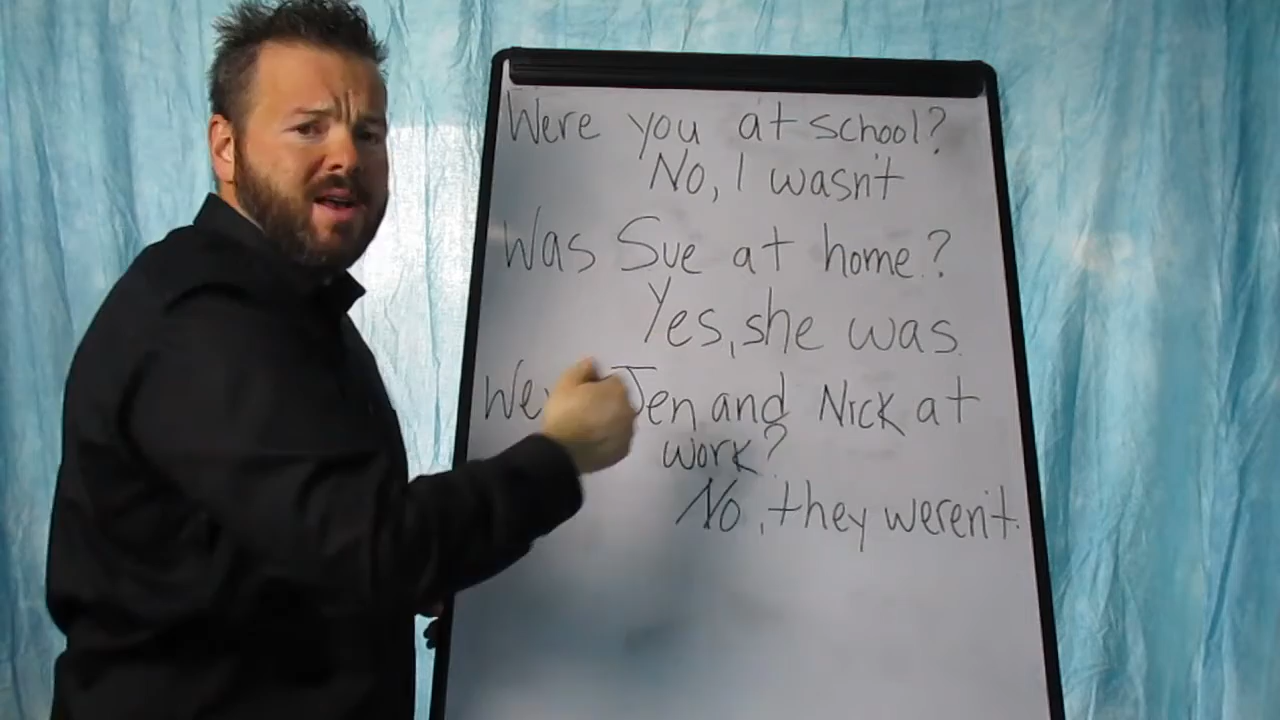 Were you at school?
No, I wasn't
Was Sue at home?
Yes, she was.
Jen and Nick at
work?
No, they weren't.